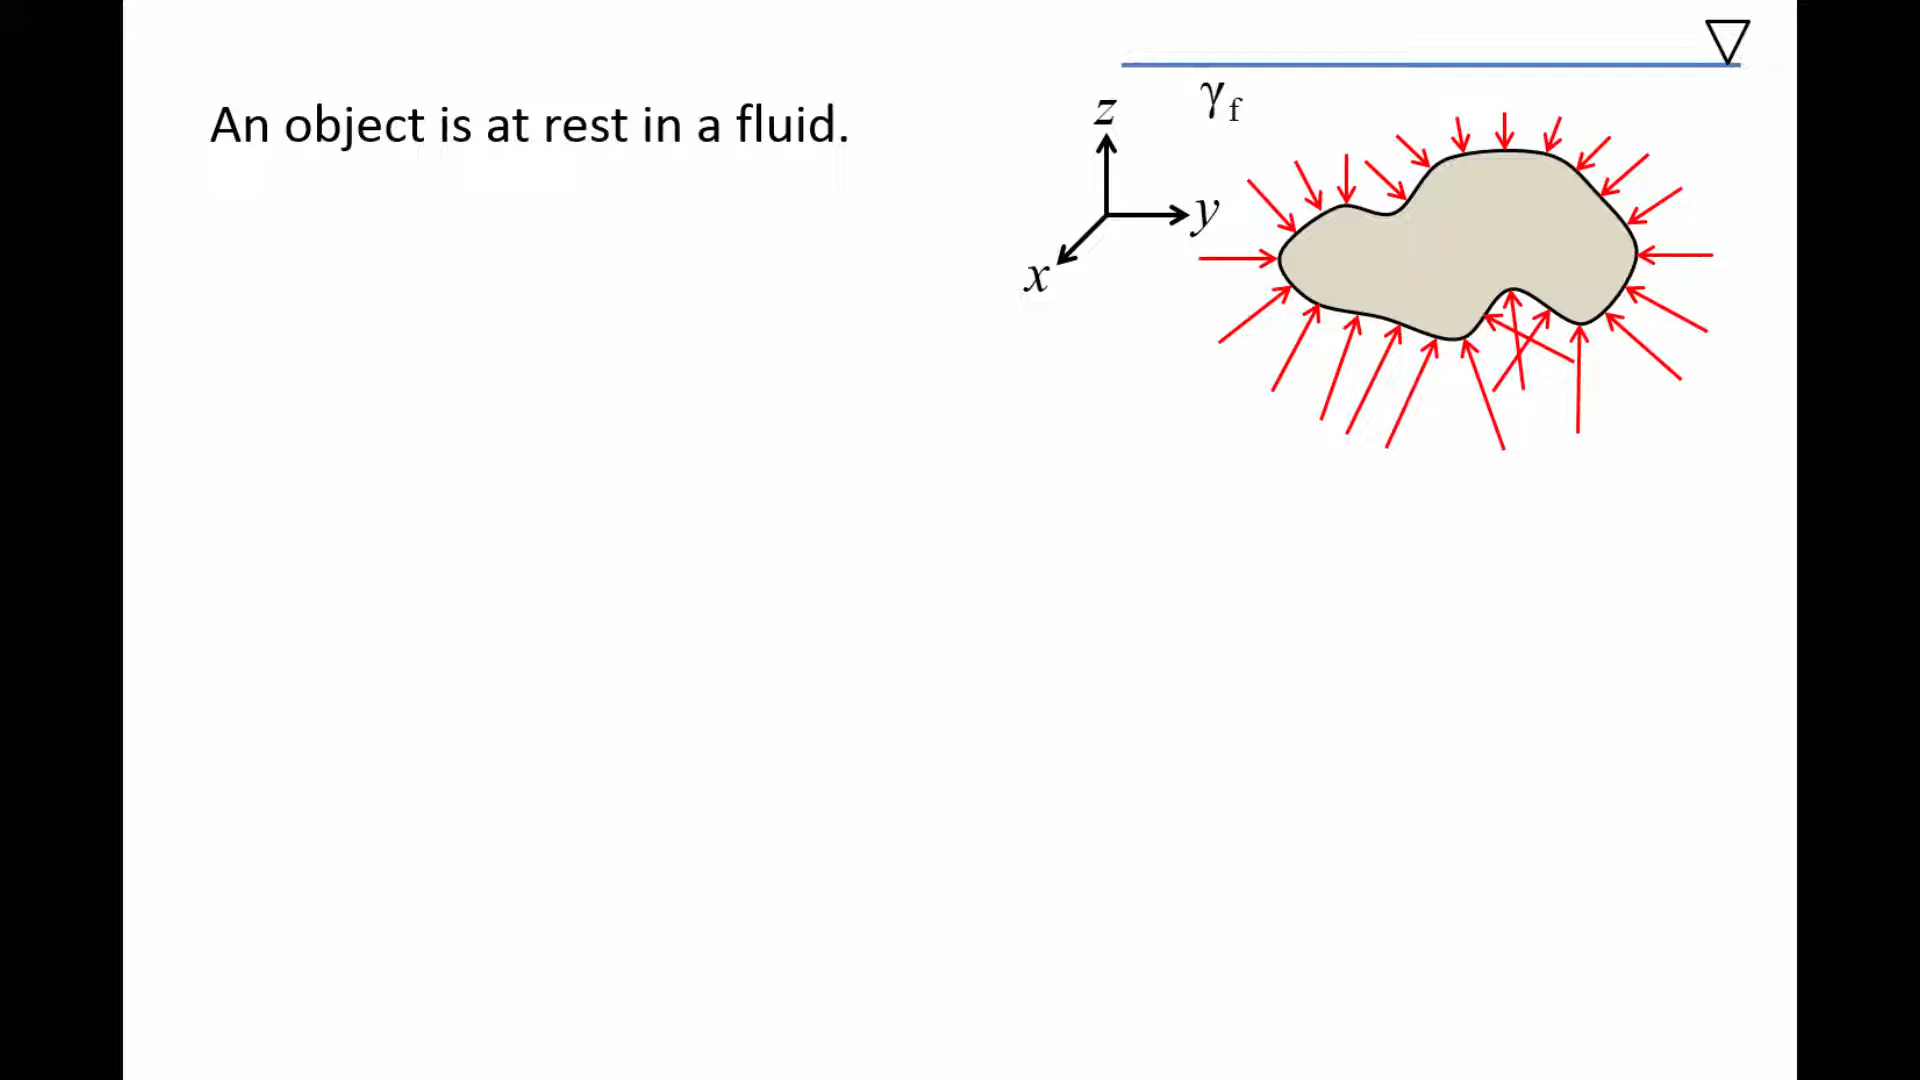 An object is at rest in a fluid.
γf
z
y
x